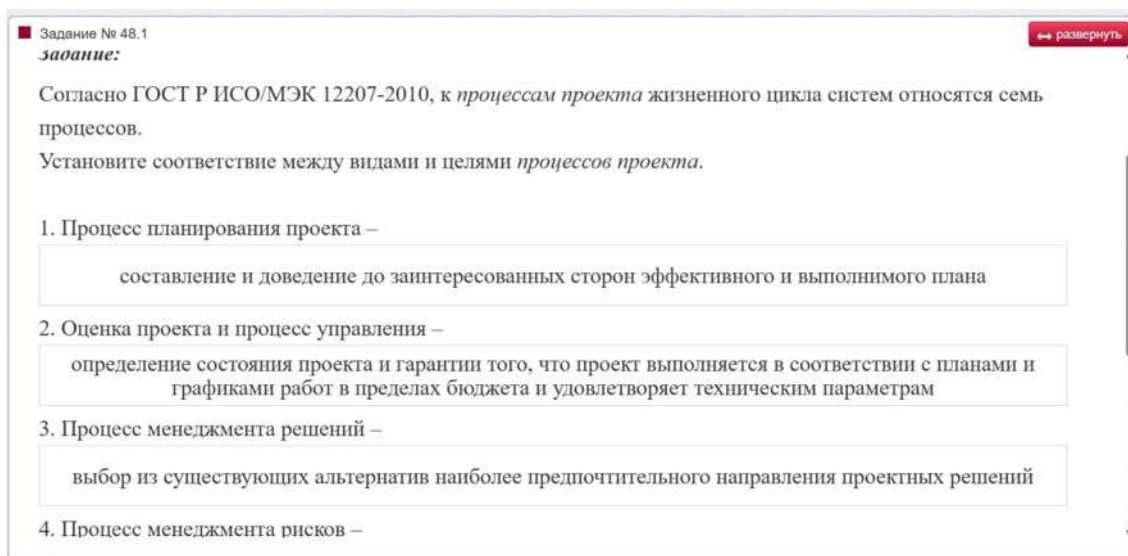 Задание № 48.1
развернуть
Задание:
Согласно ГОСТ Р ИСО/МЭК 12207-2010, к процессам проекта жизненного цикла систем относятся семь
процессов.
Установите соответствие между видами и целями процессов проекта.
1. Процесс планирования проекта –
составление и доведение до заинтересованных сторон эффективного и выполнимого плана
2. Оценка проекта и процесс управления –
определение состояния проекта и гарантии того, что проект выполняется в соответствии с планами и
графиками работ в пределах бюджета и удовлетворяет техническим параметрам
3. Процесс менеджмента решений –
выбор из существующих альтернатив наиболее предпочтительного направления проектных решений
4. Процесс менеджмента рисков –